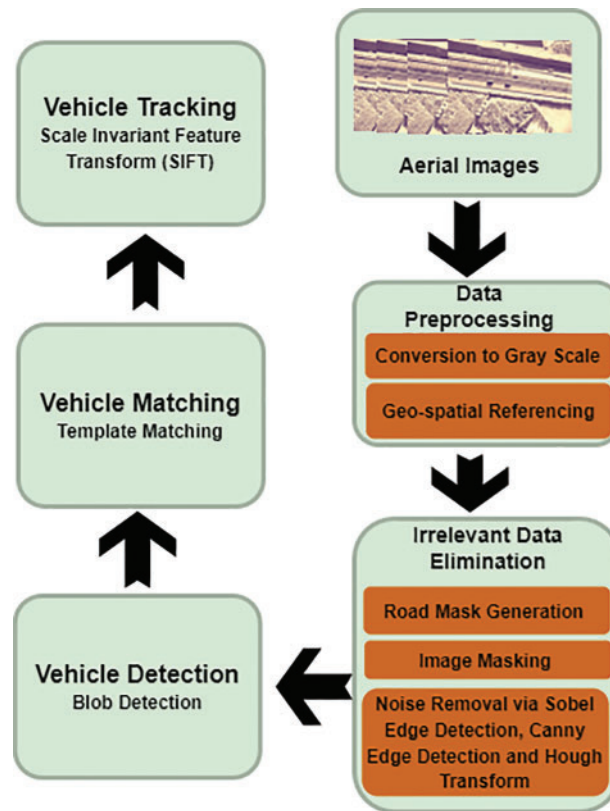 Aerial Images
Data
Preprocessing
Conversion to Gray Scale
Geo-spatial Referencing
Irrelevant Data
Elimination
Road Mask Generation
Image Masking
Noise Removal via Sobel
Edge Detection, Canny
Edge Detection and Hough
Transform
Vehicle Detection
Blob Detection
Vehicle Matching
Template Matching
Vehicle Tracking
Scale Invariant Feature
Transform (SIFT)